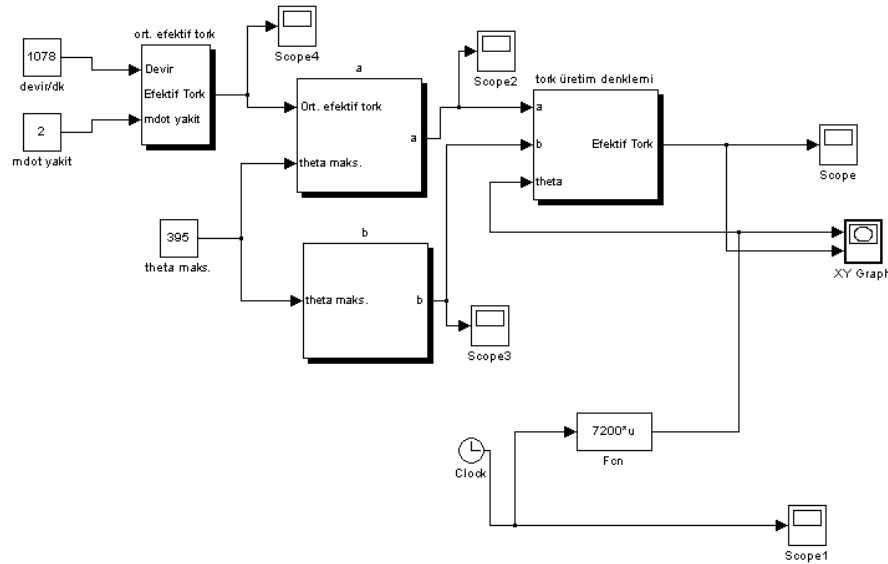 ort. efektif tork
1078
devir/dk
Devir
Efektif Tork
mdot yakit
2
mdot yakit
Scope4
a
Ort. efektif tork
a
theta maks.
Scope2
tork üretim denklemi
a
b
Efektif Tork
theta
Scope
XY Graph
395
theta maks.
b
theta maks.
b
Scope3
7200*u
Fcn
Clock
Scope1